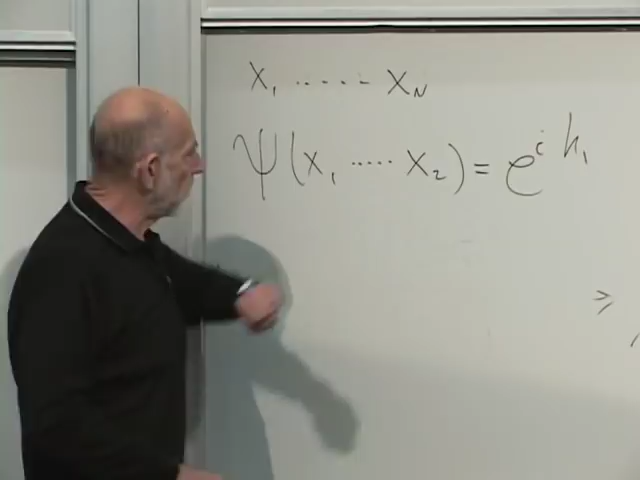 x₁ ...... x_N
Ψ(x₁ ..... x₂) = e^{i k₁
>